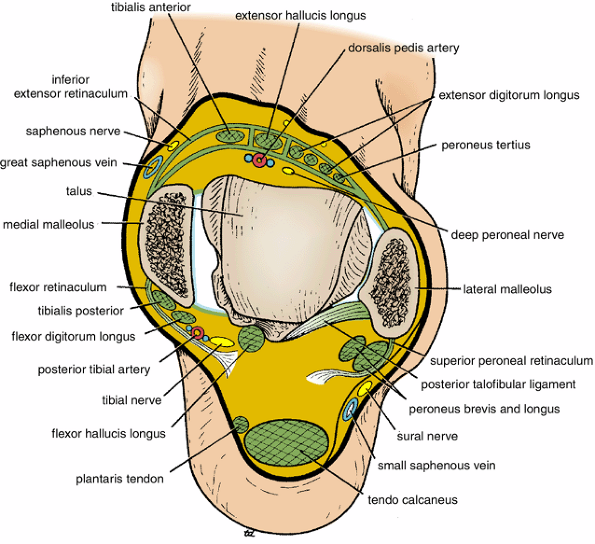 tibialis anterior
extensor hallucis longus
dorsalis pedis artery
inferior
extensor retinaculum
extensor digitorum longus
saphenous nerve
peroneus tertius
great saphenous vein
talus
medial malleolus
deep peroneal nerve
flexor retinaculum
lateral malleolus
tibialis posterior
flexor digitorum longus
superior peroneal retinaculum
posterior tibial artery
posterior talofibular ligament
tibial nerve
peroneus brevis and longus
flexor hallucis longus
sural nerve
small saphenous vein
plantaris tendon
tendo calcaneus